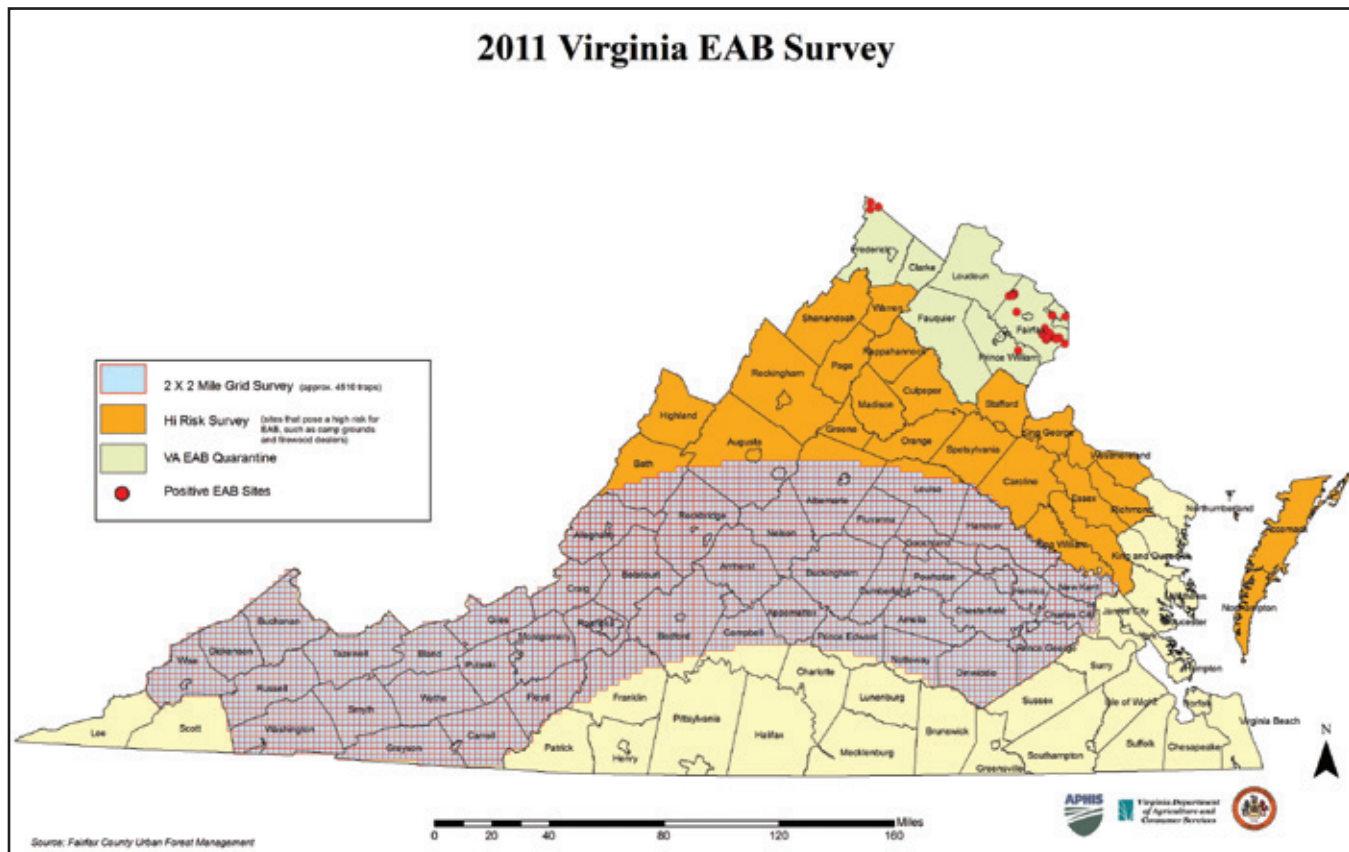 2011 Virginia EAB Survey
Frederick
Clarke
Loudoun
Fairfax
Fauquier
Prince William
Shenandoah
Warren
Rappahannock
Page
Rockingham
Culpeper
Madison
Stafford
Highland
Greene
Orange
King George
Augusta
Spotsylvania
Westmoreland
Bath
Caroline
Essex
Richmond
Accomack
Louisa
Albemarle
Northumberland
Rockbridge
Fluvanna
Hanover
Nelson
King William
Alleghany
Goochland
King and Queen
Amherst
Buckingham
Powhatan
New Kent
Botetourt
Cumberland
Henrico
Northampton
Craig
Chesterfield
Charles City
James City
Gloucester
Appomattox
Amelia
Buchanan
Giles
Roanoke
Campbell
Prince Edward
York
Montgomery
Bedford
Nottoway
Prince George
Hampton
Dickenson
Tazewell
Bland
Pulaski
Dinwiddie
Surry
Wise
Charlotte
Russell
Wythe
Floyd
Franklin
Lunenburg
Sussex
Isle of Wight
Norfolk
Smyth
Pittsylvania
Virginia Beach
Lee
Scott
Washington
Carroll
Halifax
Brunswick
Suffolk
Chesapeake
Grayson
Patrick
Henry
Mecklenburg
Southampton
Greensville
2 X 2 Mile Grid Survey (approx. 4516 traps)
Hi Risk Survey (sites that pose a high risk for
EAB, such as camp grounds
and firewood dealers)
VA EAB Quarantine
Positive EAB Sites
N
APHIS
Virginia Department
of Agriculture and
Consumer Services
Miles
0 20 40 80 120 160
Source: Fairfax County Urban Forest Management